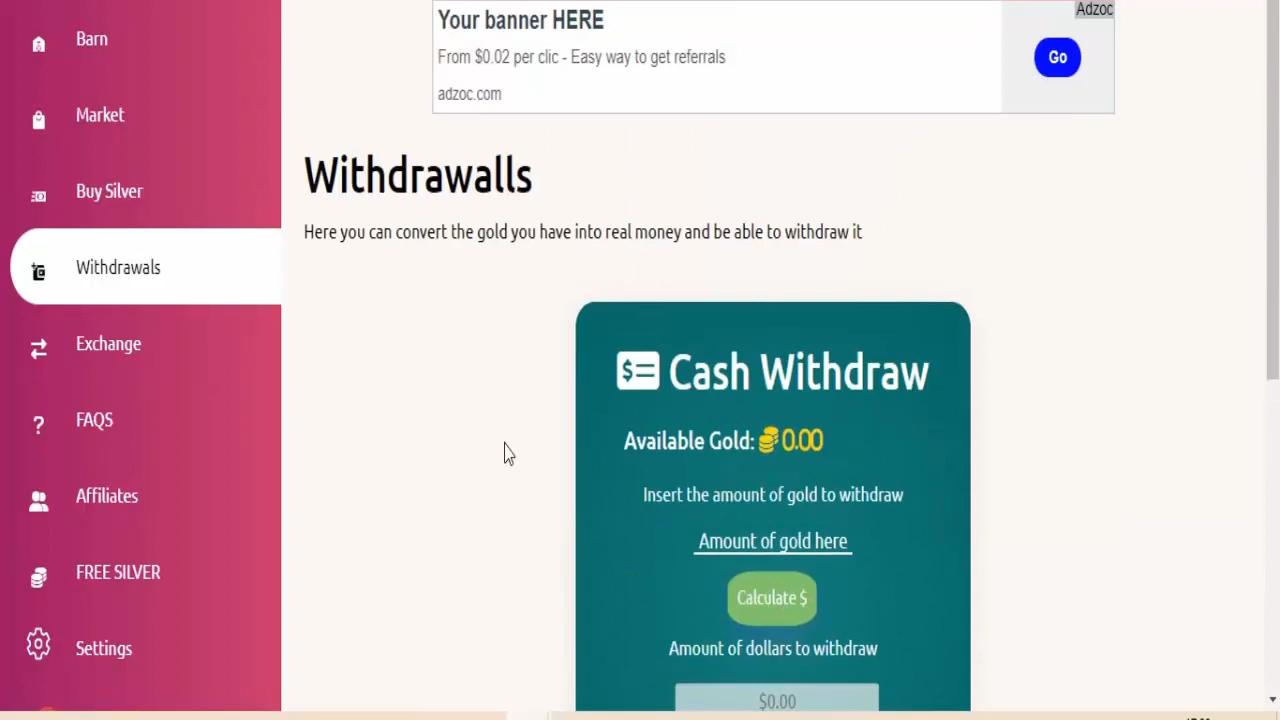 Barn
Market
Buy Silver
Withdrawals
Exchange
FAQS
Affiliates
FREE SILVER
Settings
Your banner HERE
Adzoc
From $0.02 per clic - Easy way to get referrals
Go
adzoc.com
Withdrawalls
Here you can convert the gold you have into real money and be able to withdraw it
Cash Withdraw
Available Gold: 0.00
Insert the amount of gold to withdraw
Amount of gold here
Calculate $
Amount of dollars to withdraw
$0.00